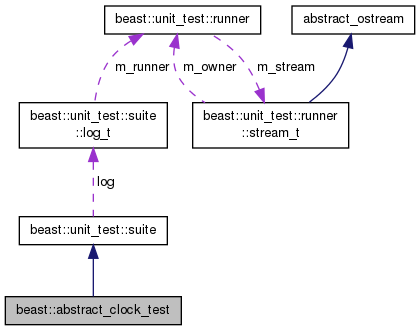 beast::unit_test::runner
abstract_ostream
m_runner
m_owner
m_stream
beast::unit_test::suite
::log_t
beast::unit_test::runner
::stream_t
log
beast::unit_test::suite
beast::abstract_clock_test